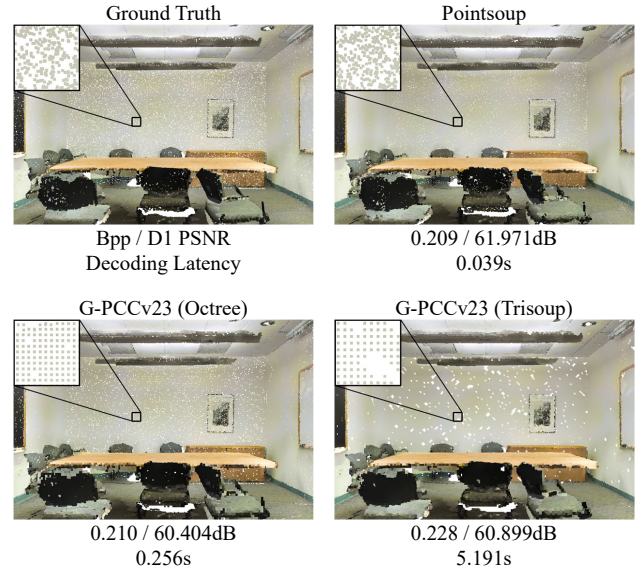 Ground Truth
Pointsoup
Bpp / D1 PSNR
Decoding Latency
0.209 / 61.971dB
0.039s
G-PCCv23 (Octree)
G-PCCv23 (Trisoup)
0.210 / 60.404dB
0.256s
0.228 / 60.899dB
5.191s